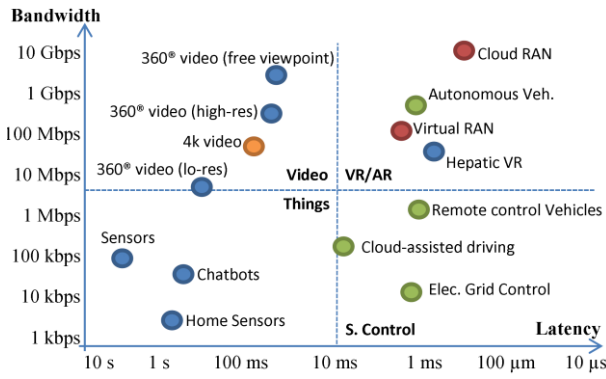 Bandwidth
10 Gbps
360® video (free viewpoint)
Cloud RAN
1 Gbps
Autonomous Veh.
360® video (high-res)
100 Mbps
Virtual RAN
4k video
Hepatic VR
10 Mbps
360® video (lo-res)
Video
VR/AR
Things
1 Mbps
Remote control Vehicles
Sensors
100 kbps
Cloud-assisted driving
Chatbots
10 kbps
Elec. Grid Control
Home Sensors
1 kbps
S. Control
Latency
10 s
1 s
100 ms
10 ms
1 ms
100 µm
10 µs